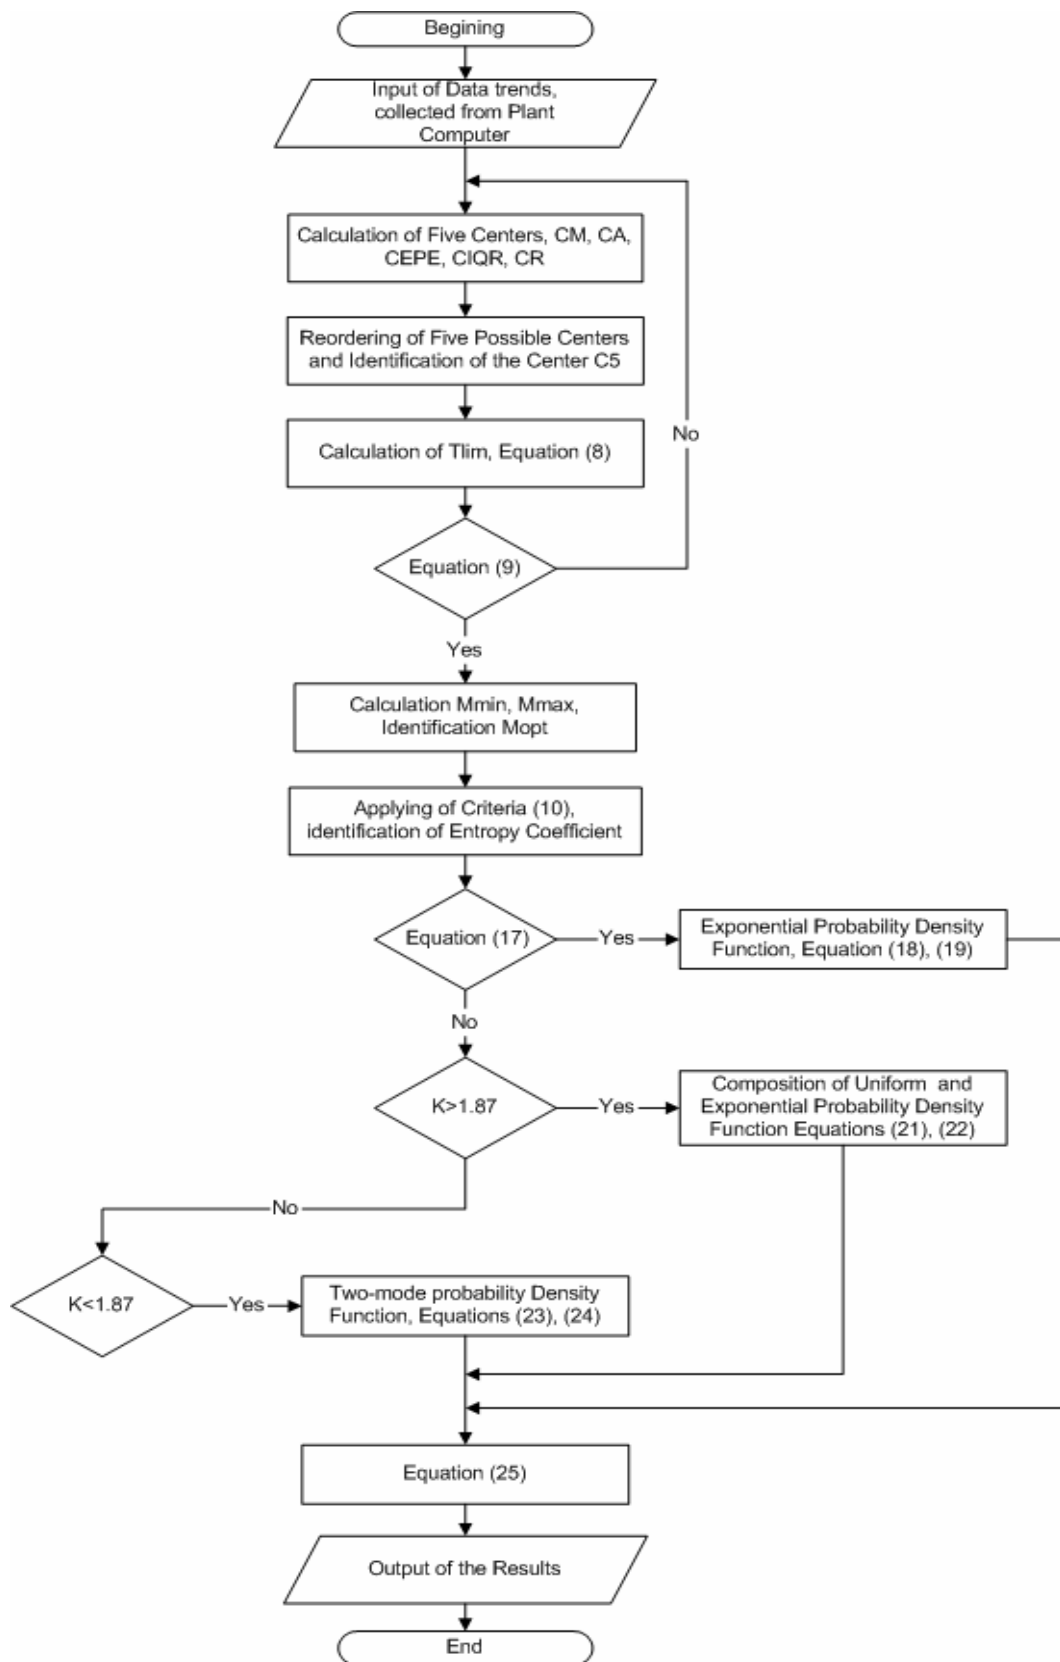 Begining
Input of Data trends,
collected from Plant
Computer
Calculation of Five Centers, CM, CA,
CEPE, CIQR, CR
Reordering of Five Possible Centers
and Identification of the Center C5
Calculation of Tlim, Equation (8)
No
Equation (9)
Yes
Calculation Mmin, Mmax,
Identification Mopt
Applying of Criteria (10),
identification of Entropy Coefficient
Equation (17)
Yes
Exponential Probability Density
Function, Equation (18), (19)
No
K>1.87
Yes
Composition of Uniform and
Exponential Probability Density
Function Equations (21), (22)
No
K<1.87
Yes
Two-mode probability Density
Function, Equations (23), (24)
Equation (25)
Output of the Results
End